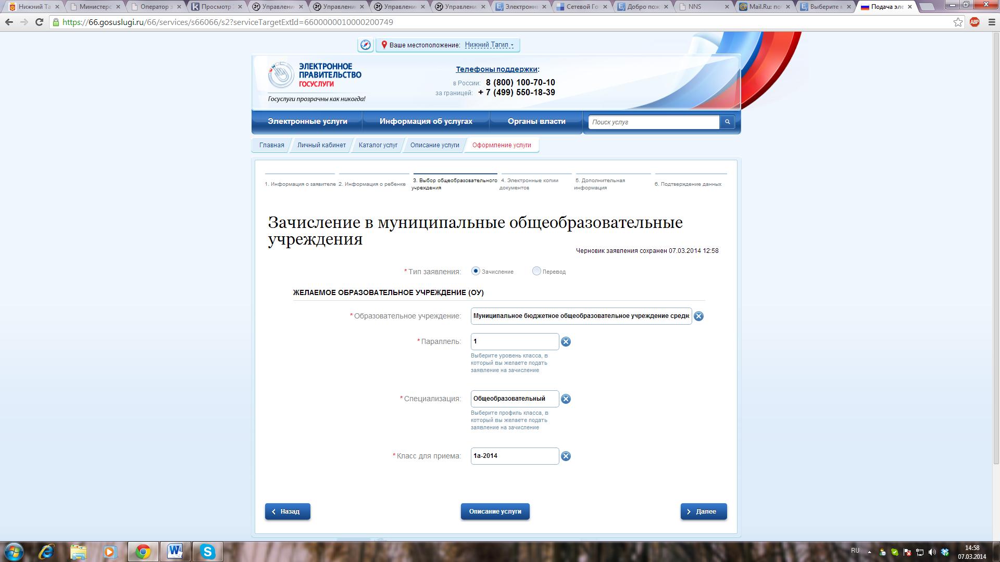 Нижний Та
Министерс
Оператор э
Просмотр
Управлени
Управлени
Управлени
Управлени
Электронн
Сетевой Го
Добро пож
NNS
Mail.Ru: по
Выберите
Подача эле
https://66.gosuslugi.ru/66/services/s66066/s2?serviceTargetExtId=6600000010000200749
ABP
Ваше местоположение: Нижний Тагил
ЭЛЕКТРОННОЕ
ПРАВИТЕЛЬСТВО
ГОСУСЛУГИ
Госуслуги прозрачны как никогда!
Телефоны поддержки:
в России: 8 (800) 100-70-10
за границей: + 7 (499) 550-18-39
Электронные услуги
Информация об услугах
Органы власти
Поиск услуг
Главная
Личный кабинет
Каталог услуг
Описание услуги
Оформление услуги
1. Информация о заявителе
2. Информация о ребенке
3. Выбор общеобразовательного
учреждения
4. Электронные копии
документов
5. Дополнительная
информация
6. Подтверждение данных
Зачисление в муниципальные общеобразовательные
учреждения
Черновик заявления сохранен 07.03.2014 12:58
* Тип заявления: Зачисление Перевод
ЖЕЛАЕМОЕ ОБРАЗОВАТЕЛЬНОЕ УЧРЕЖДЕНИЕ (ОУ)
* Образовательное учреждение: Муниципальное бюджетное общеобразовательное учреждение средн
* Параллель: 1
Выберите уровень класса, в
который вы желаете подать
заявление на зачисление
* Специализация: Общеобразовательный
Выберите профиль класса, в
который вы желаете подать
заявление на зачисление
* Класс для приема: 1а-2014
Назад
Описание услуги
Далее
RU
14:58
07.03.2014